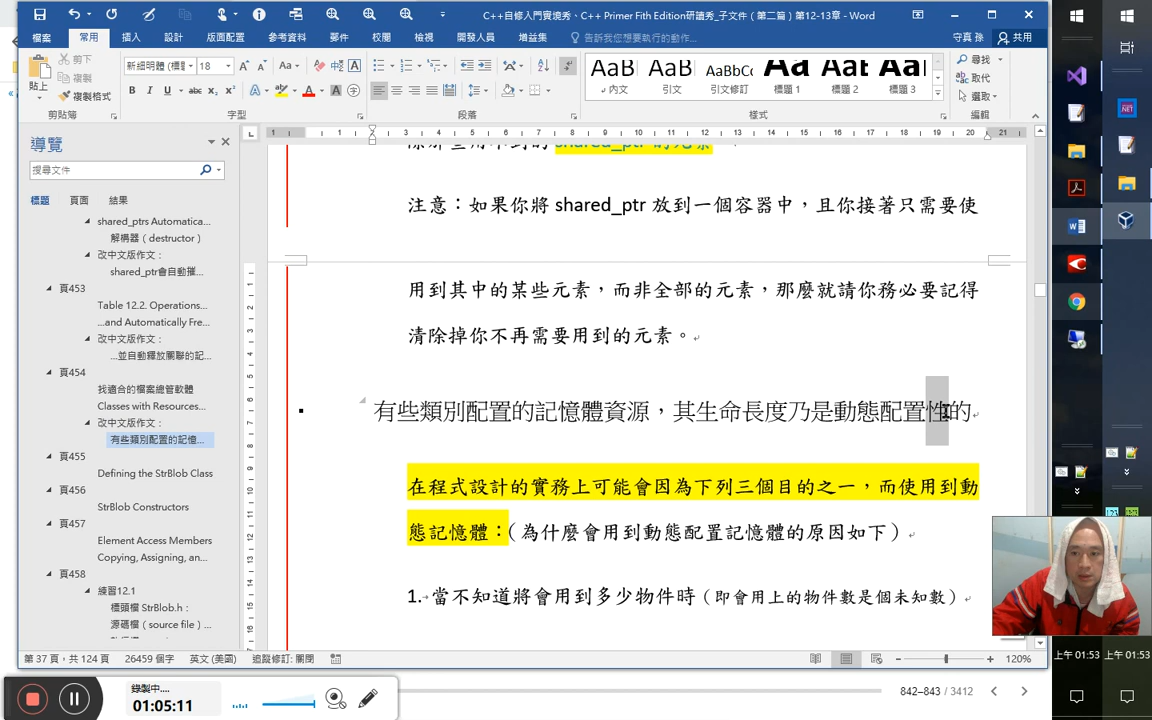 C++自修入門實境秀、C++ Primer Fith Edition研讀秀_子文件（第二篇）第12-13章 - Word
檔案 常用 插入 設計 版面配置 參考資料 郵件 校閱 檢視 開發人員 增益集 告訴我您想要執行的動作... 守真 孫 共用
貼上 剪下 複製 複製格式 剪貼簿
新細明體 (標題 18 字型
段落
AaB AaB AaBbCc AaB AaB AaBl
內文 引文 引文修訂 標題 1 標題 2 標題 3
樣式
尋找 取代 選取 編輯
導覽
搜尋文件
標題 頁面 結果
shared_ptrs Automatica...
解構器（destructor）
改中文版作文：
shared_ptr會自動摧...
頁453
Table 12.2. Operations...
...and Automatically Fre...
改中文版作文：
...並自動釋放關聯的記...
頁454
找適合的檔案總管軟體
Classes with Resources...
改中文版作文：
有些類別配置的記憶...
頁455
Defining the StrBlob Class
頁456
StrBlob Constructors
頁457
Element Access Members
Copying, Assigning, an...
頁458
練習12.1
標頭檔 StrBlob.h：
源碼檔（source file）...
shared_ptr 的元素
注意：如果你將 shared_ptr 放到一個容器中，且你接著只需要使
用到其中的某些元素，而非全部的元素，那麼就請你務必要記得
清除掉你不再需要用到的元素。
有些類別配置的記憶體資源，其生命長度乃是動態配置性的
在程式設計的實務上可能會因為下列三個目的之一，而使用到動
態記憶體：（為什麼會用到動態配置記憶體的原因如下）
1. 當不知道將會用到多少物件時（即會用上的物件數是個未知數）
第 37 頁，共 124 頁 26459 個字 英文 (美國) 追蹤修訂: 關閉 120%
錄製中....
01:05:11
842–843 / 3412
上午 01:53 上午 01:53